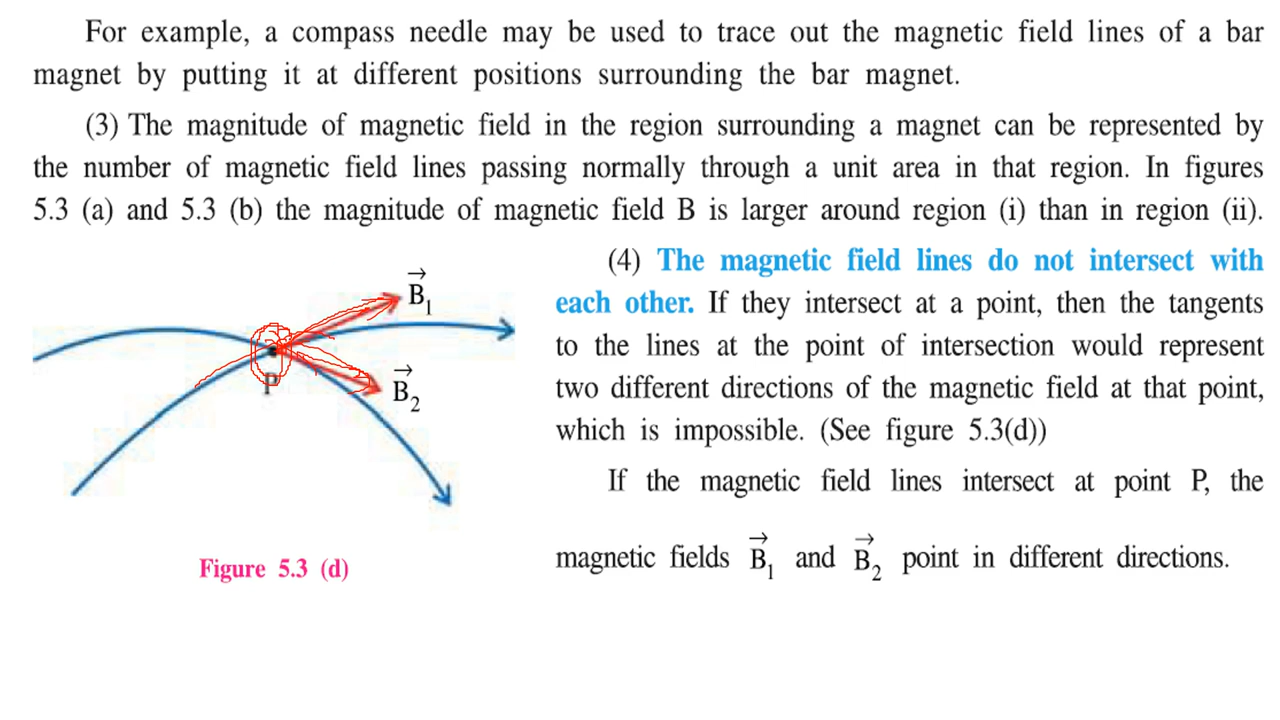 For example, a compass needle may be used to trace out the magnetic field lines of a bar
magnet by putting it at different positions surrounding the bar magnet.
(3) The magnitude of magnetic field in the region surrounding a magnet can be represented by
the number of magnetic field lines passing normally through a unit area in that region. In figures
5.3 (a) and 5.3 (b) the magnitude of magnetic field B is larger around region (i) than in region (ii).
(4) The magnetic field lines do not intersect with
each other. If they intersect at a point, then the tangents
to the lines at the point of intersection would represent
two different directions of the magnetic field at that point,
which is impossible. (See figure 5.3(d))
If the magnetic field lines intersect at point P, the
magnetic fields B⃗₁ and B⃗₂ point in different directions.
B⃗₁
B⃗₂
P
Figure 5.3 (d)